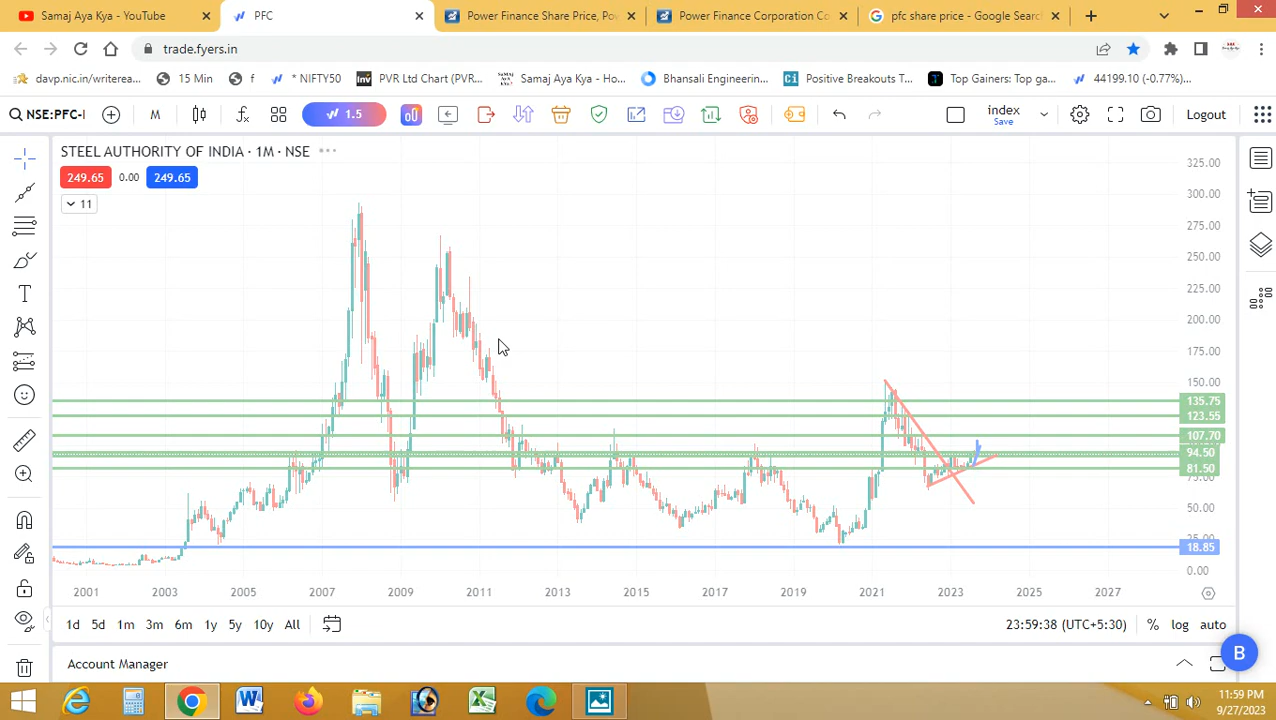 Samaj Aya Kya - YouTube
PFC
Power Finance Share Price, Po
Power Finance Corporation Co
pfc share price - Google Searc
trade.fyers.in
davp.nic.in/writerea...
15 Min
f
* NIFTY50
Inv
PVR Ltd Chart (PVR...
Samaj Aya Kya - Ho...
Bhansali Engineerin...
Ci
Positive Breakouts T...
Top Gainers: Top ga...
44199.10 (-0.77%)...
NSE:PFC-
M
1.5
index
Save
Logout
STEEL AUTHORITY OF INDIA · 1M · NSE
249.65
0.00
249.65
11
325.00
300.00
275.00
250.00
225.00
200.00
175.00
150.00
135.75
123.55
107.70
94.50
81.50
75.00
50.00
25.00
18.85
0.00
2001
2003
2005
2007
2009
2011
2013
2015
2017
2019
2021
2023
2025
2027
1d
5d
1m
3m
6m
1y
5y
10y
All
23:59:38 (UTC+5:30)
%
log
auto
Account Manager
B
11:59 PM
9/27/2023